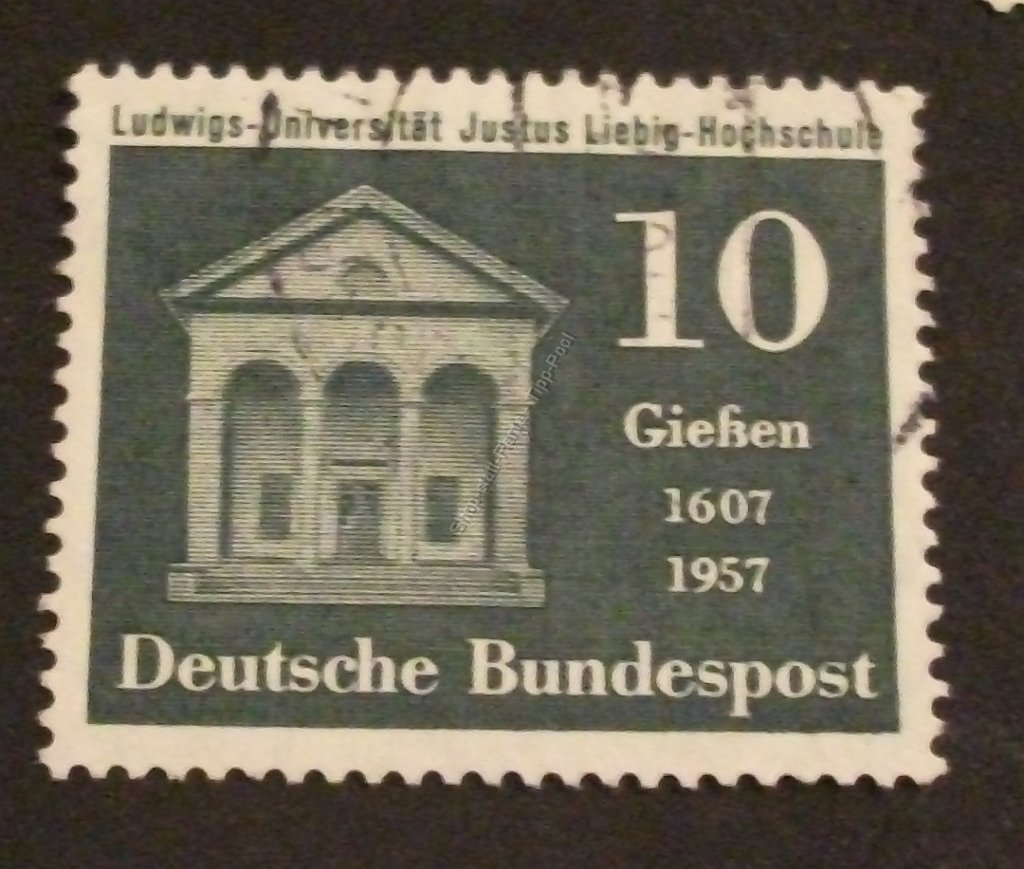 Ludwigs-Universität Justus Liebig-Hochschule
10
Gießen
1607
1957
Deutsche Bundespost